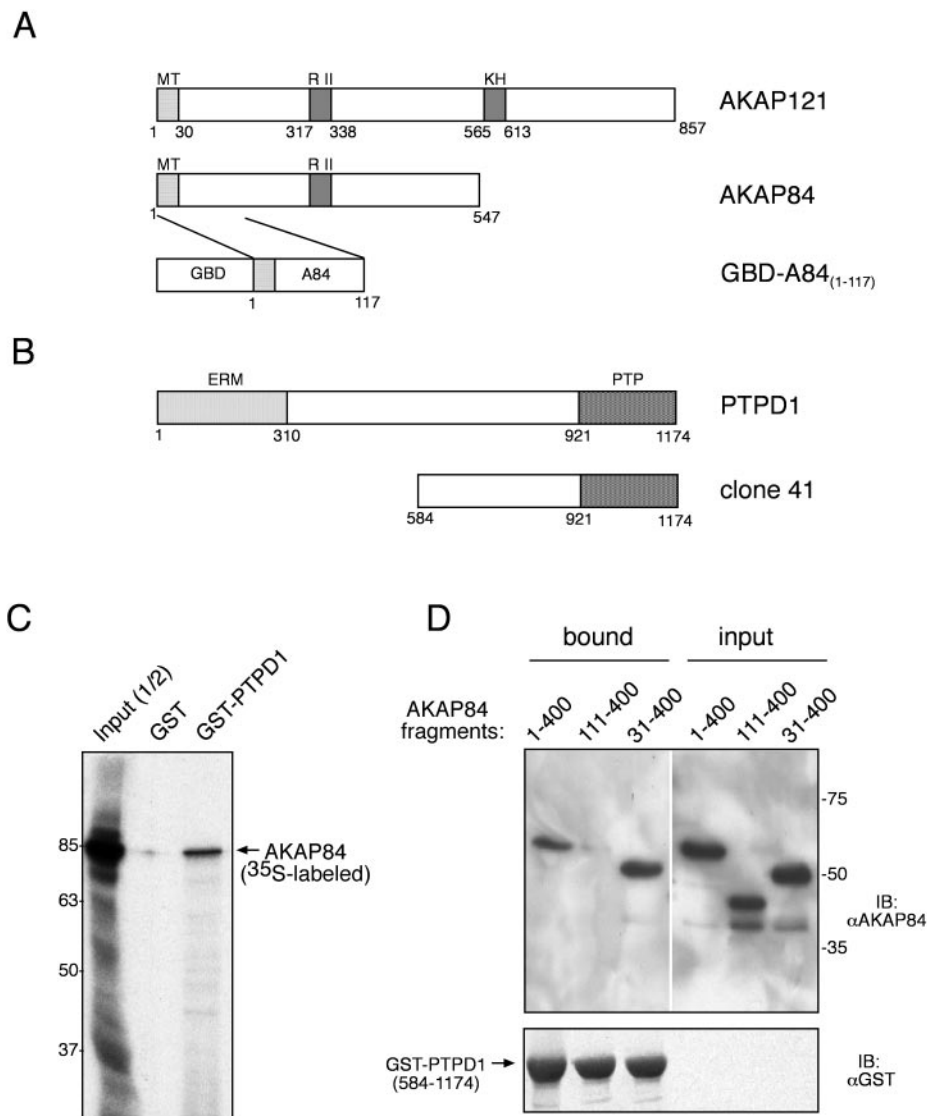 A
MT R II KH
AKAP121
1 30 317 338 565 613 857
MT R II
AKAP84
1 547
GBD A84
GBD-A84(1-117)
1 117
B
ERM PTP
PTPD1
1 310 921 1174
clone 41
584 921 1174
C
Input (1/2)
GST
GST-PTPD1
85
63
50
37
AKAP84
(35S-labeled)
D
bound input
AKAP84
fragments:
1-400
111-400
31-400
1-400
111-400
31-400
-75
-50
-35
IB:
αAKAP84
GST-PTPD1
(584-1174)
IB:
αGST